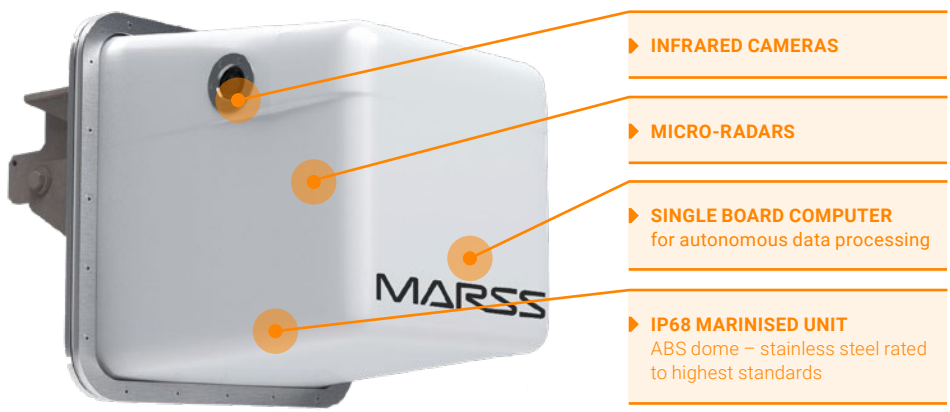 INFRARED CAMERAS
MICRO-RADARS
SINGLE BOARD COMPUTER
for autonomous data processing
MARSS
IP68 MARINISED UNIT
ABS dome – stainless steel rated
to highest standards